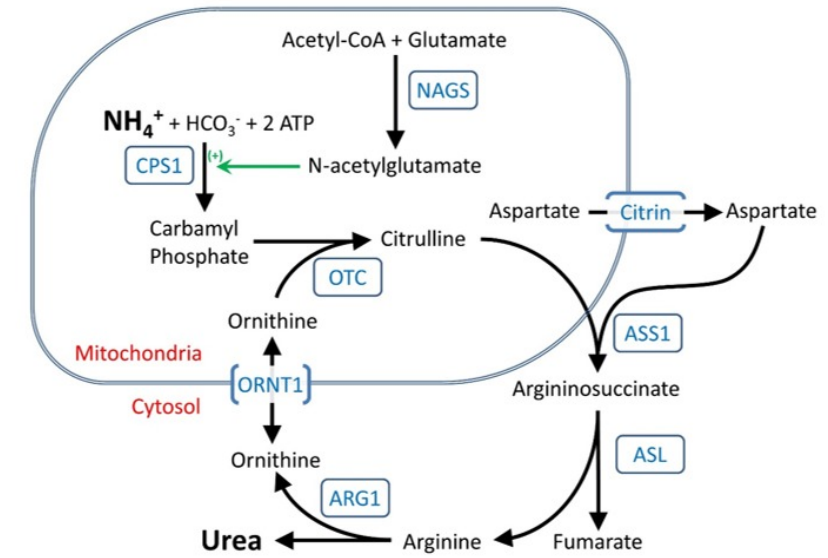 Acetyl-CoA + Glutamate
NAGS
NH₄⁺ + HCO₃⁻ + 2 ATP
CPS1
(+)
N-acetylglutamate
Aspartate
Citrin
Aspartate
Carbamyl
Phosphate
Citrulline
OTC
Ornithine
ASS1
Mitochondria
ORNT1
Argininosuccinate
Cytosol
Ornithine
ASL
ARG1
Urea
Arginine
Fumarate